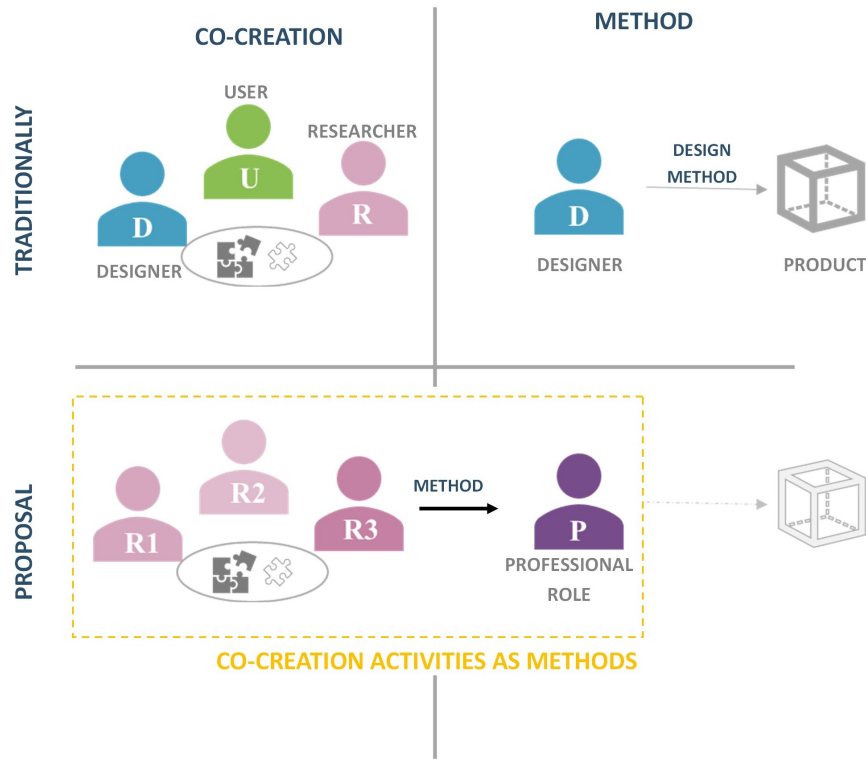 CO-CREATION
METHOD
TRADITIONALLY
USER
RESEARCHER
U
D
R
DESIGNER
D
DESIGNER
DESIGN
METHOD
PRODUCT
PROPOSAL
R1
R2
R3
METHOD
P
PROFESSIONAL
ROLE
CO-CREATION ACTIVITIES AS METHODS